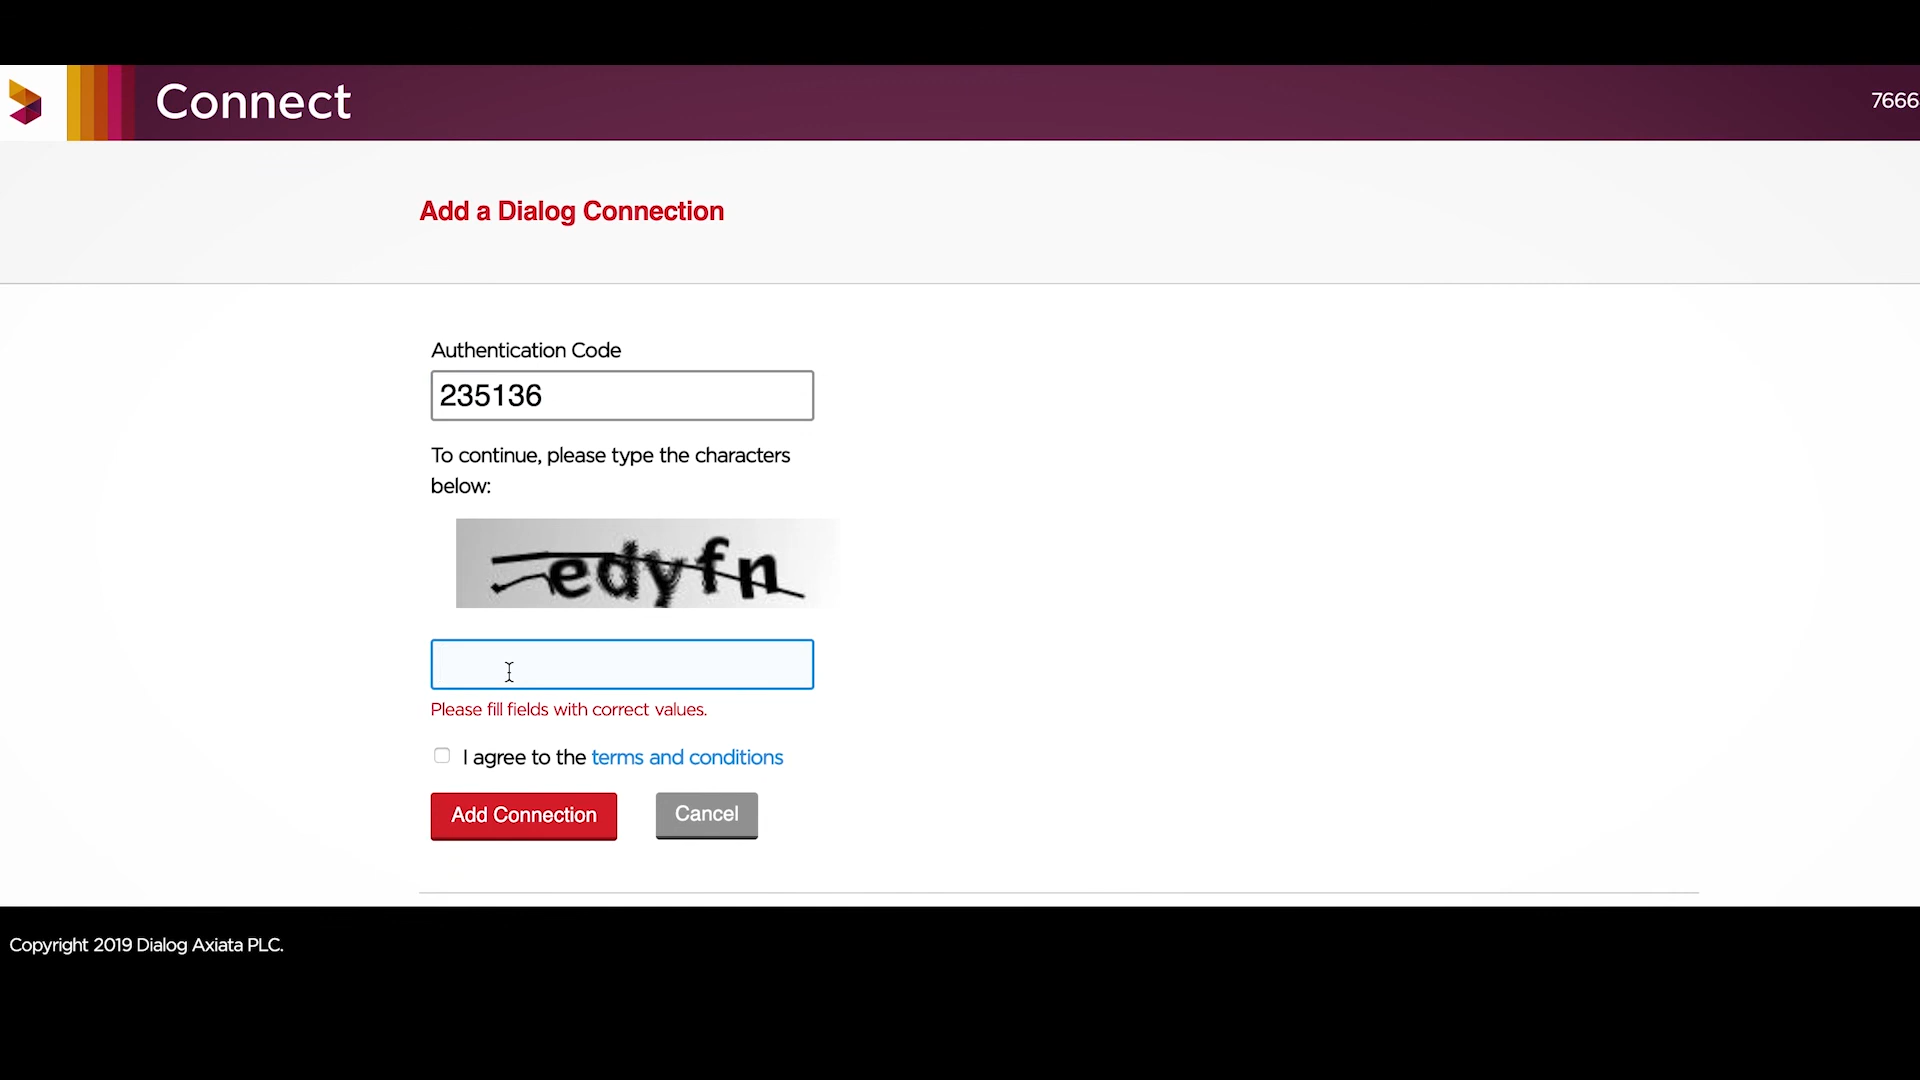 Connect
7666
Add a Dialog Connection
Authentication Code
235136
To continue, please type the characters
below:
edyfn
Please fill fields with correct values.
I agree to the terms and conditions
Add Connection
Cancel
Copyright 2019 Dialog Axiata PLC.